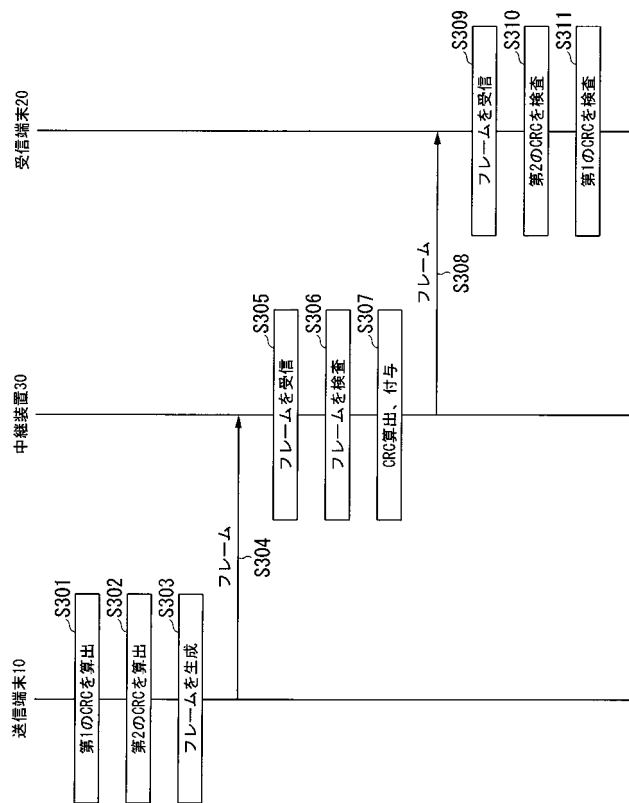 送信端末10
中継装置30
受信端末20
S301
第1のCRCを算出
S302
第2のCRCを算出
S303
フレームを生成
フレーム
S304
S305
フレームを受信
S306
フレームを検査
S307
CRC算出、付与
フレーム
S308
S309
フレームを受信
S310
第2のCRCを検査
S311
第1のCRCを検査